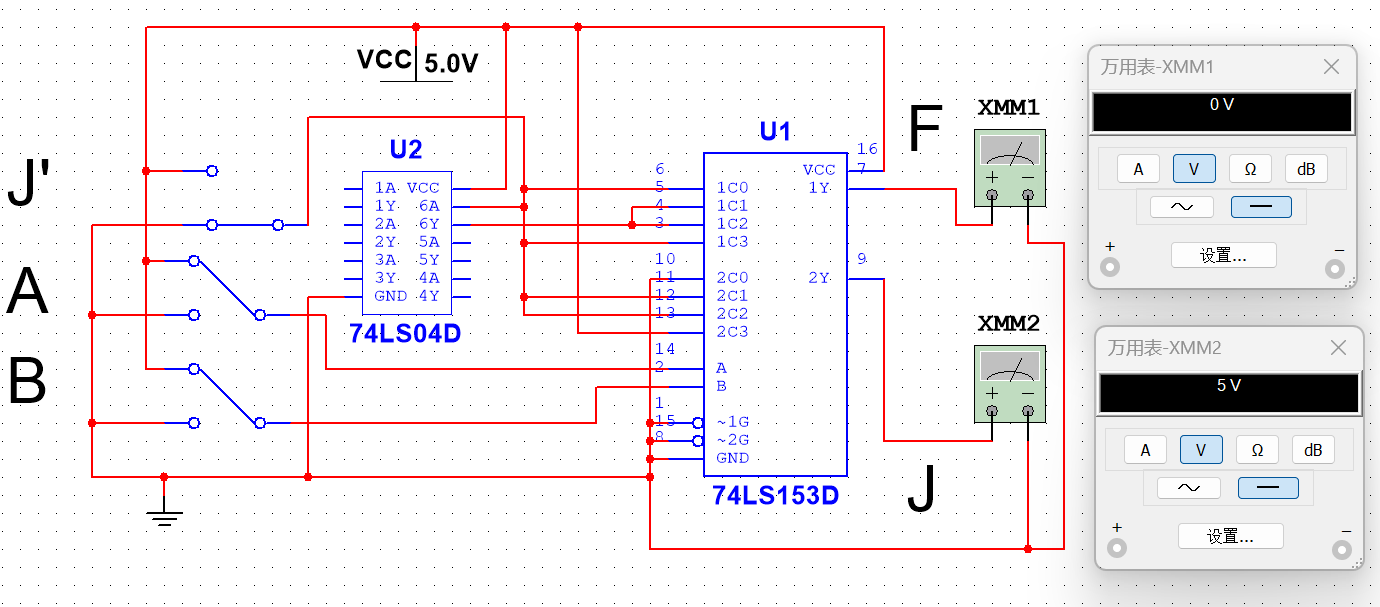 VCC 5.0V
J'
A
B
U2
1A VCC
1Y 6A
2A 6Y
2Y 5A
3A 5Y
3Y 4A
GND 4Y
74LS04D
U1
6
5
4
3
10
11
12
13
14
2
1
15
8
16
7
9
VCC
1C0 1Y
1C1
1C2
1C3
2C0 2Y
2C1
2C2
2C3
A
B
~1G
~2G
GND
74LS153D
F
J
XMM1
+ −
XMM2
+ −
万用表-XMM1
0 V
A V Ω dB
设置...
+ −
万用表-XMM2
5 V
A V Ω dB
设置...
+ −